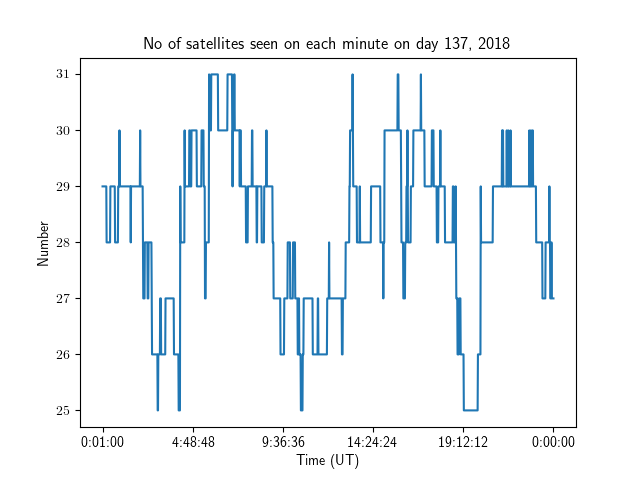 No of satellites seen on each minute on day 137, 2018
31
30
29
28
27
26
25
Number
0:01:00 4:48:48 9:36:36 14:24:24 19:12:12 0:00:00
Time (UT)